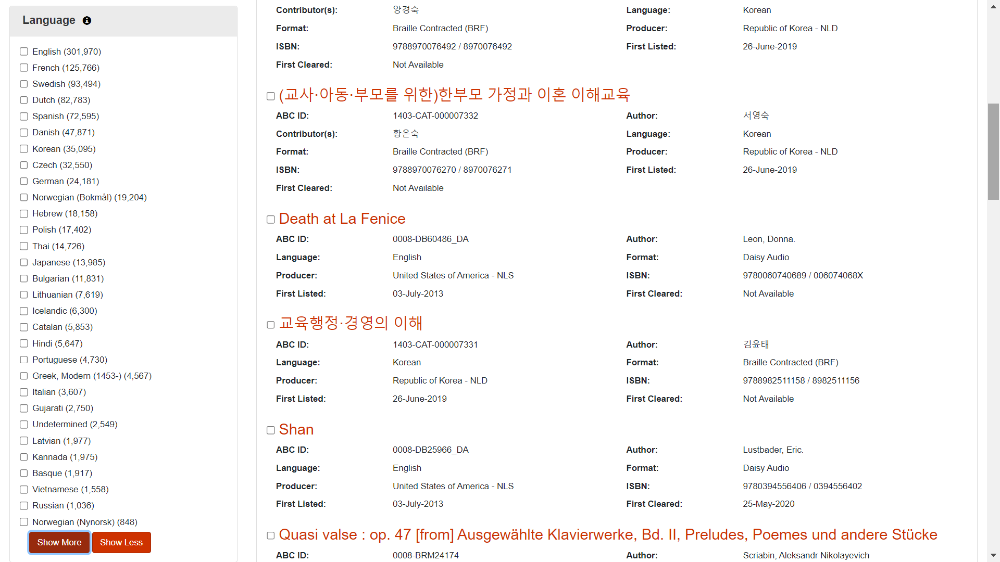 Language
English (301,970)
French (125,766)
Swedish (93,494)
Dutch (82,783)
Spanish (72,595)
Danish (47,871)
Korean (35,095)
Czech (32,550)
German (24,181)
Norwegian (Bokmål) (19,204)
Hebrew (18,158)
Polish (17,402)
Thai (14,726)
Japanese (13,985)
Bulgarian (11,831)
Lithuanian (7,619)
Icelandic (6,300)
Catalan (5,853)
Hindi (5,647)
Portuguese (4,730)
Greek, Modern (1453-) (4,567)
Italian (3,607)
Gujarati (2,750)
Undetermined (2,549)
Latvian (1,977)
Kannada (1,975)
Basque (1,917)
Vietnamese (1,558)
Russian (1,036)
Norwegian (Nynorsk) (848)
Show More Show Less
Contributor(s): 양경숙 Language: Korean
Format: Braille Contracted (BRF) Producer: Republic of Korea - NLD
ISBN: 9788970076492 / 8970076492 First Listed: 26-June-2019
First Cleared: Not Available
(교사·아동·부모를 위한)한부모 가정과 이혼 이해교육
ABC ID: 1403-CAT-000007332 Author: 서영숙
Contributor(s): 황은숙 Language: Korean
Format: Braille Contracted (BRF) Producer: Republic of Korea - NLD
ISBN: 9788970076270 / 8970076271 First Listed: 26-June-2019
First Cleared: Not Available
Death at La Fenice
ABC ID: 0008-DB60486_DA Author: Leon, Donna.
Language: English Format: Daisy Audio
Producer: United States of America - NLS ISBN: 9780060740689 / 006074068X
First Listed: 03-July-2013 First Cleared: Not Available
교육행정·경영의 이해
ABC ID: 1403-CAT-000007331 Author: 김윤태
Language: Korean Format: Braille Contracted (BRF)
Producer: Republic of Korea - NLD ISBN: 9788982511158 / 8982511156
First Listed: 26-June-2019 First Cleared: Not Available
Shan
ABC ID: 0008-DB25966_DA Author: Lustbader, Eric.
Language: English Format: Daisy Audio
Producer: United States of America - NLS ISBN: 9780394556406 / 0394556402
First Listed: 03-July-2013 First Cleared: 25-May-2020
Quasi valse : op. 47 [from] Ausgewählte Klavierwerke, Bd. II, Preludes, Poemes und andere Stücke
ABC ID: 0008-BRM24174 Author: Scriabin, Aleksandr Nikolayevich